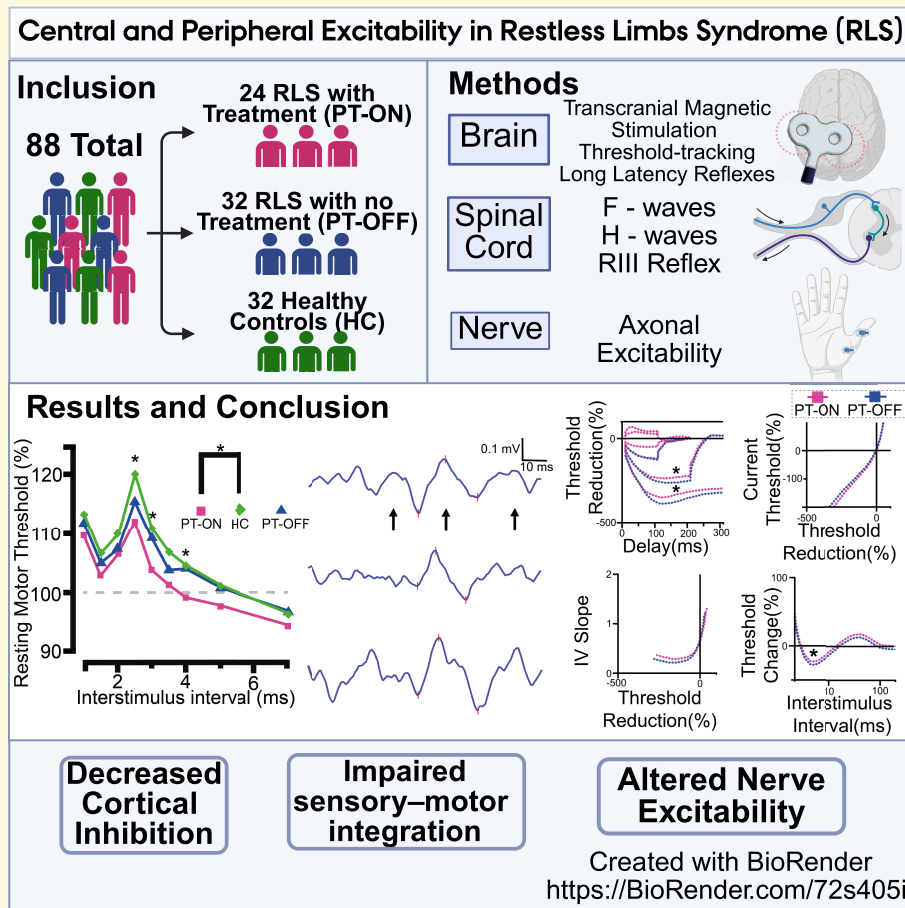 Central and Peripheral Excitability in Restless Limbs Syndrome (RLS)
Inclusion
88 Total
24 RLS with
Treatment (PT-ON)
32 RLS with no
Treatment (PT-OFF)
32 Healthy
Controls (HC)
Methods
Brain
Transcranial Magnetic
Stimulation
Threshold-tracking
Long Latency Reflexes
Spinal
Cord
F - waves
H - waves
RIII Reflex
Nerve
Axonal
Excitability
Results and Conclusion
Resting Motor Threshold (%)
120
110
100
90
2
4
6
Interstimulus interval (ms)
*
*
*
*
PT-ON
HC
PT-OFF
0.1 mV
10 ms
Threshold
Reduction(%)
0
-500
0
100
200
300
Delay(ms)
*
*
PT-ON
PT-OFF
Current
Threshold(%)
0
-100
-500
0
Threshold
Reduction(%)
IV Slope
2
1
0
-500
0
Threshold
Reduction(%)
Threshold
Change(%)
100
0
*
10
100
Interstimulus
Interval(ms)
Decreased
Cortical
Inhibition
Impaired
sensory–motor
integration
Altered Nerve
Excitability
Created with BioRender
https://BioRender.com/72s405i